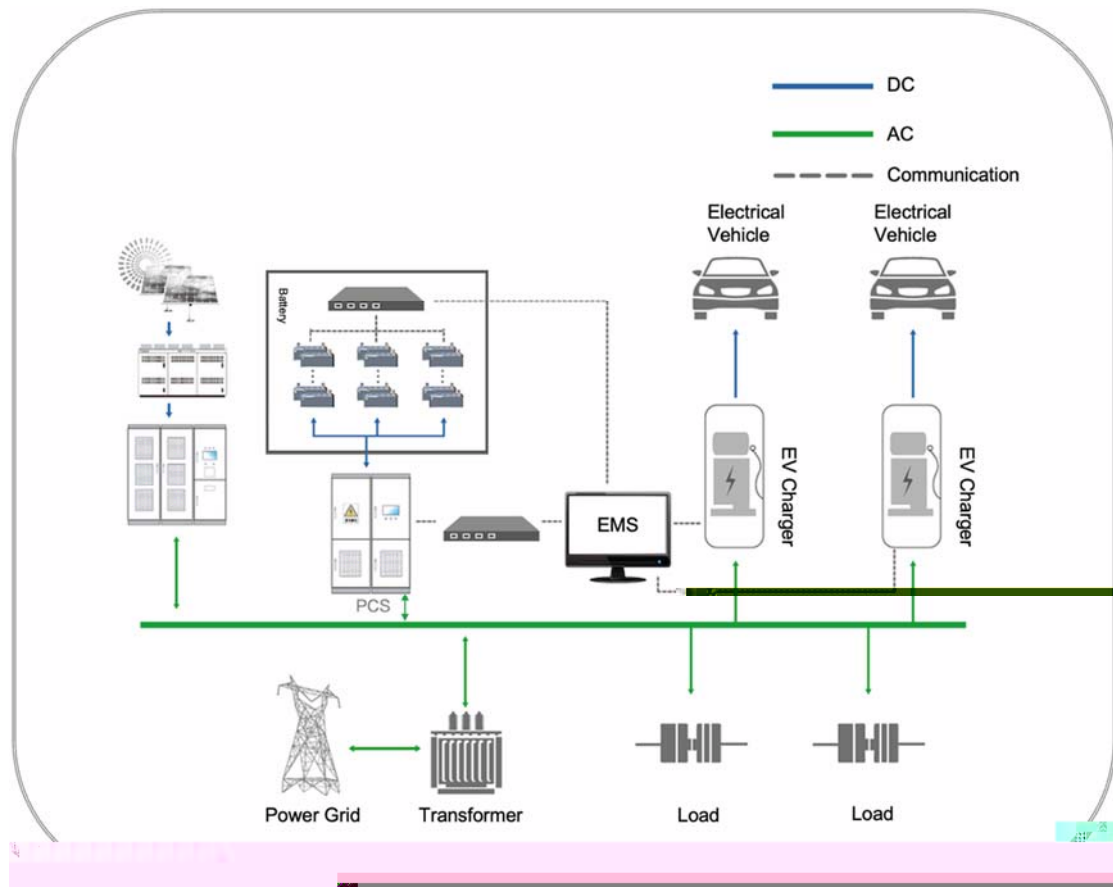 DC
AC
Communication
Electrical
Vehicle
Electrical
Vehicle
Battery
EV Charger
EV Charger
EMS
PCS
Power Grid
Transformer
Load
Load